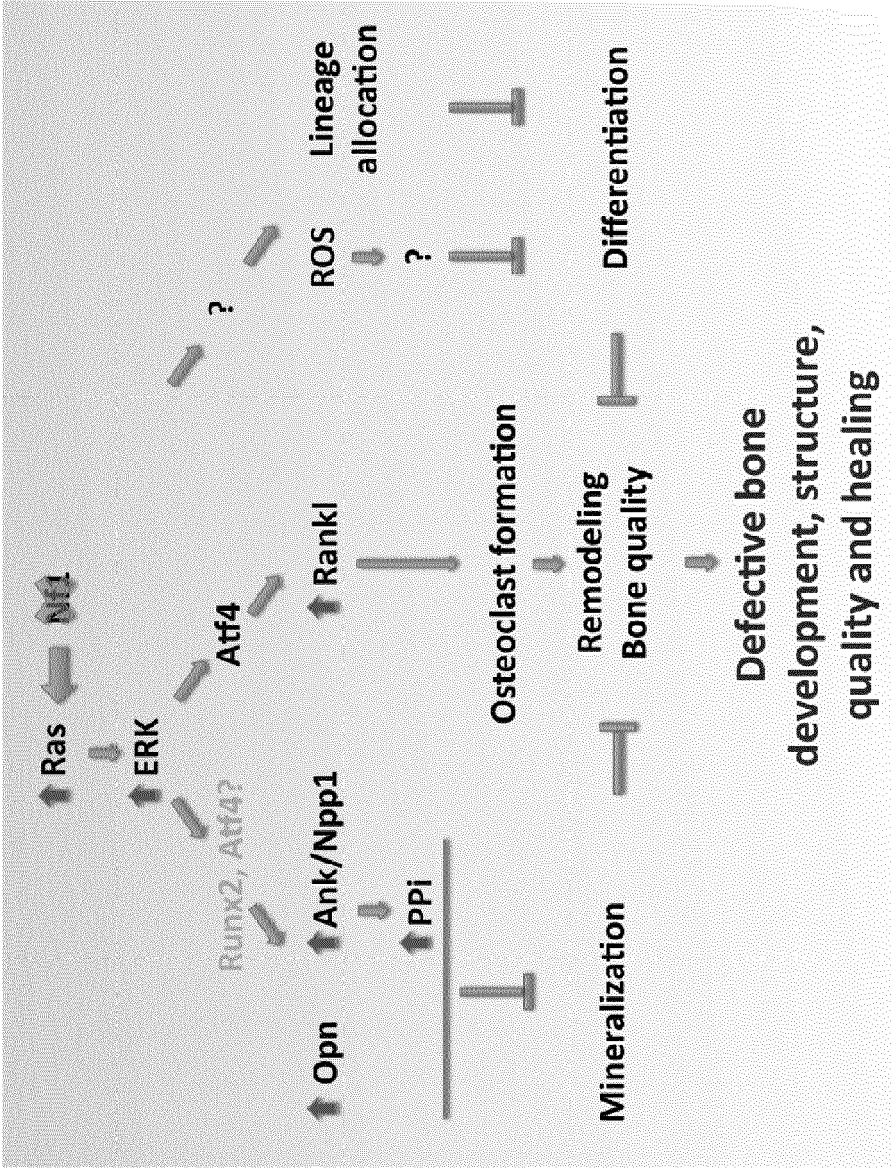 Nf1
Ras
ERK
Runx2, Atf4?
Atf4
?
Opn
Ank/Npp1
Rankl
ROS
Lineage
allocation
PPi
?
Osteoclast formation
Mineralization
Remodeling
Bone quality
Differentiation
Defective bone
development, structure,
quality and healing